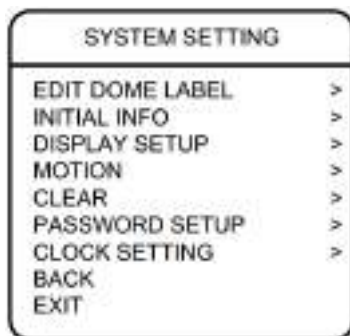 SYSTEM SETTING
EDIT DOME LABEL >
INITIAL INFO >
DISPLAY SETUP >
MOTION >
CLEAR >
PASSWORD SETUP >
CLOCK SETTING >
BACK
EXIT